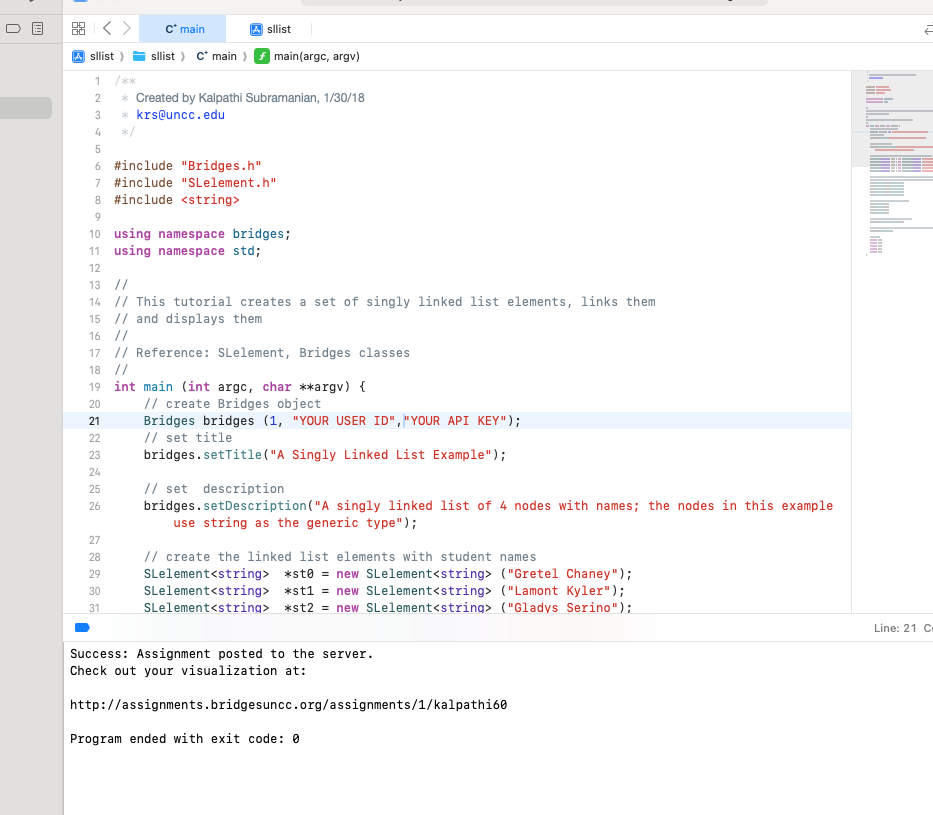 main
sllist
sllist 〉 sllist 〉 main 〉 main(argc, argv)
1 /**
2 * Created by Kalpathi Subramanian, 1/30/18
3 * krs@uncc.edu
4 */
5
6 #include "Bridges.h"
7 #include "SLelement.h"
8 #include <string>
9
10 using namespace bridges;
11 using namespace std;
12
13 //
14 // This tutorial creates a set of singly linked list elements, links them
15 // and displays them
16 //
17 // Reference: SLelement, Bridges classes
18 //
19 int main (int argc, char **argv) {
20 // create Bridges object
21 Bridges bridges (1, "YOUR USER ID","YOUR API KEY");
22 // set title
23 bridges.setTitle("A Singly Linked List Example");
24
25 // set  description
26 bridges.setDescription("A singly linked list of 4 nodes with names; the nodes in this example
use string as the generic type");
27
28 // create the linked list elements with student names
29 SLelement<string>  *st0 = new SLelement<string> ("Gretel Chaney");
30 SLelement<string>  *st1 = new SLelement<string> ("Lamont Kyler");
31 SLelement<string>  *st2 = new SLelement<string> ("Gladys Serino");
Line: 21
Success: Assignment posted to the server.
Check out your visualization at:
http://assignments.bridgesuncc.org/assignments/1/kalpathi60
Program ended with exit code: 0